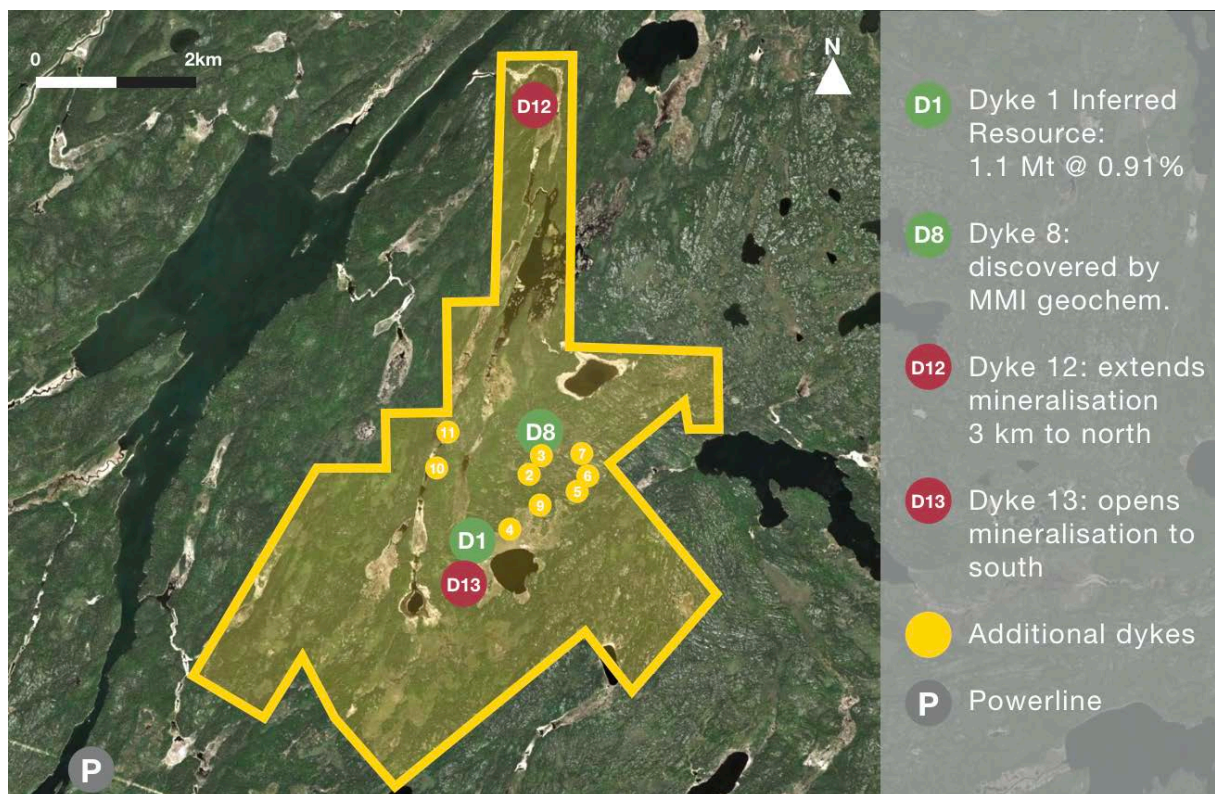 0 2km
N
D12
11
D8
3
7
10
2
6
5
9
4
D1
D13
P
D1 Dyke 1 Inferred
Resource:
1.1 Mt @ 0.91%
D8 Dyke 8:
discovered by
MMI geochem.
D12 Dyke 12: extends
mineralisation
3 km to north
D13 Dyke 13: opens
mineralisation to
south
Additional dykes
P Powerline